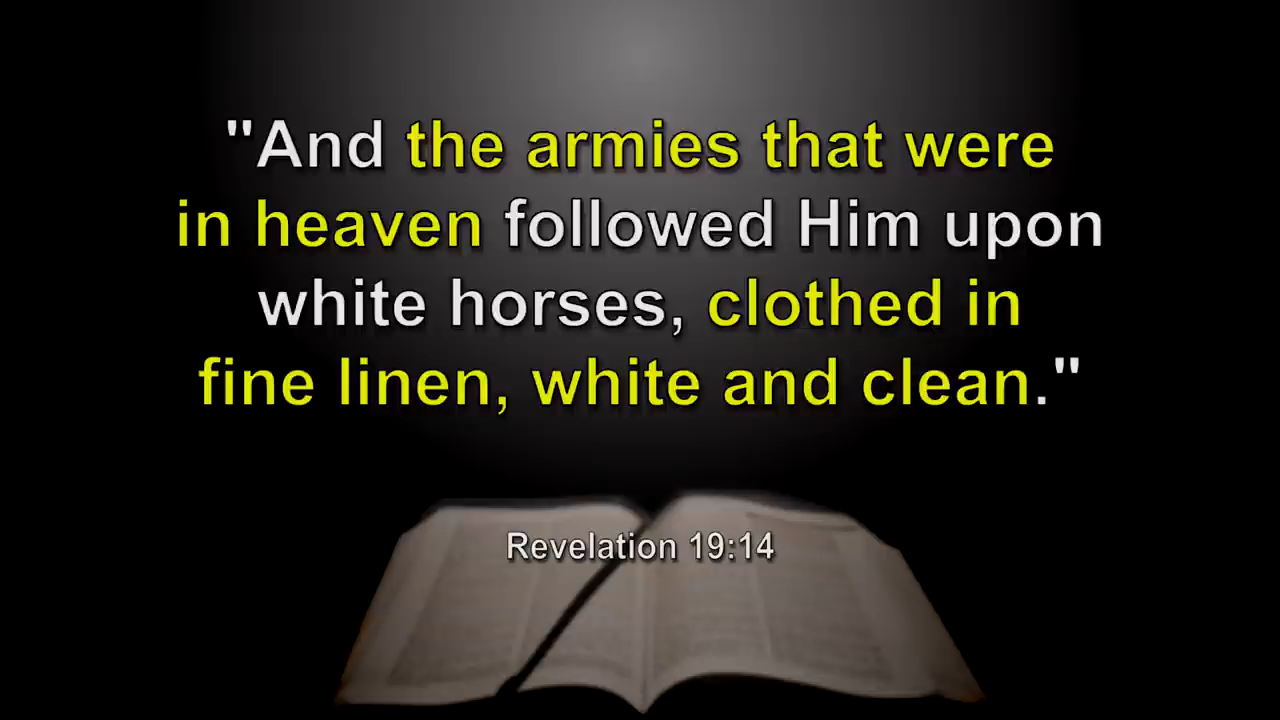 "And the armies that were
in heaven followed Him upon
white horses, clothed in
fine linen, white and clean."
Revelation 19:14